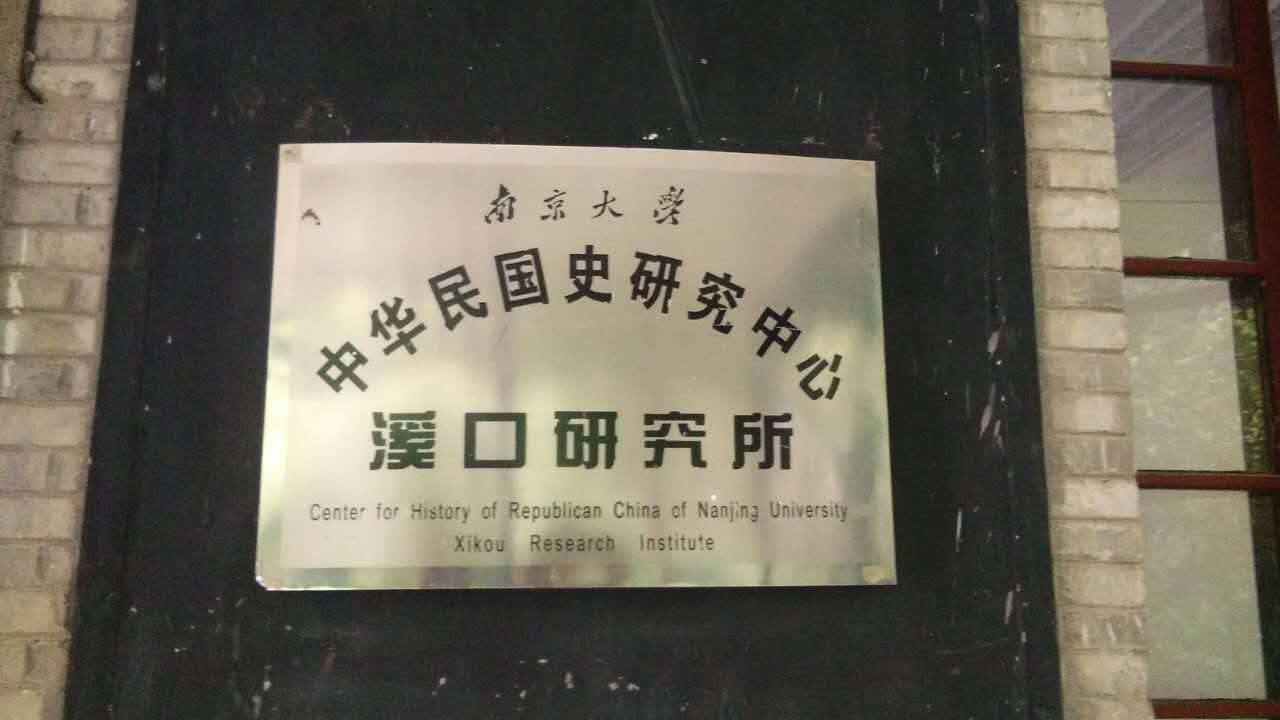 南京大学
中华民国史研究中心
溪口研究所
Center for History of Republican China of Nanjing University
Xikou Research Institute